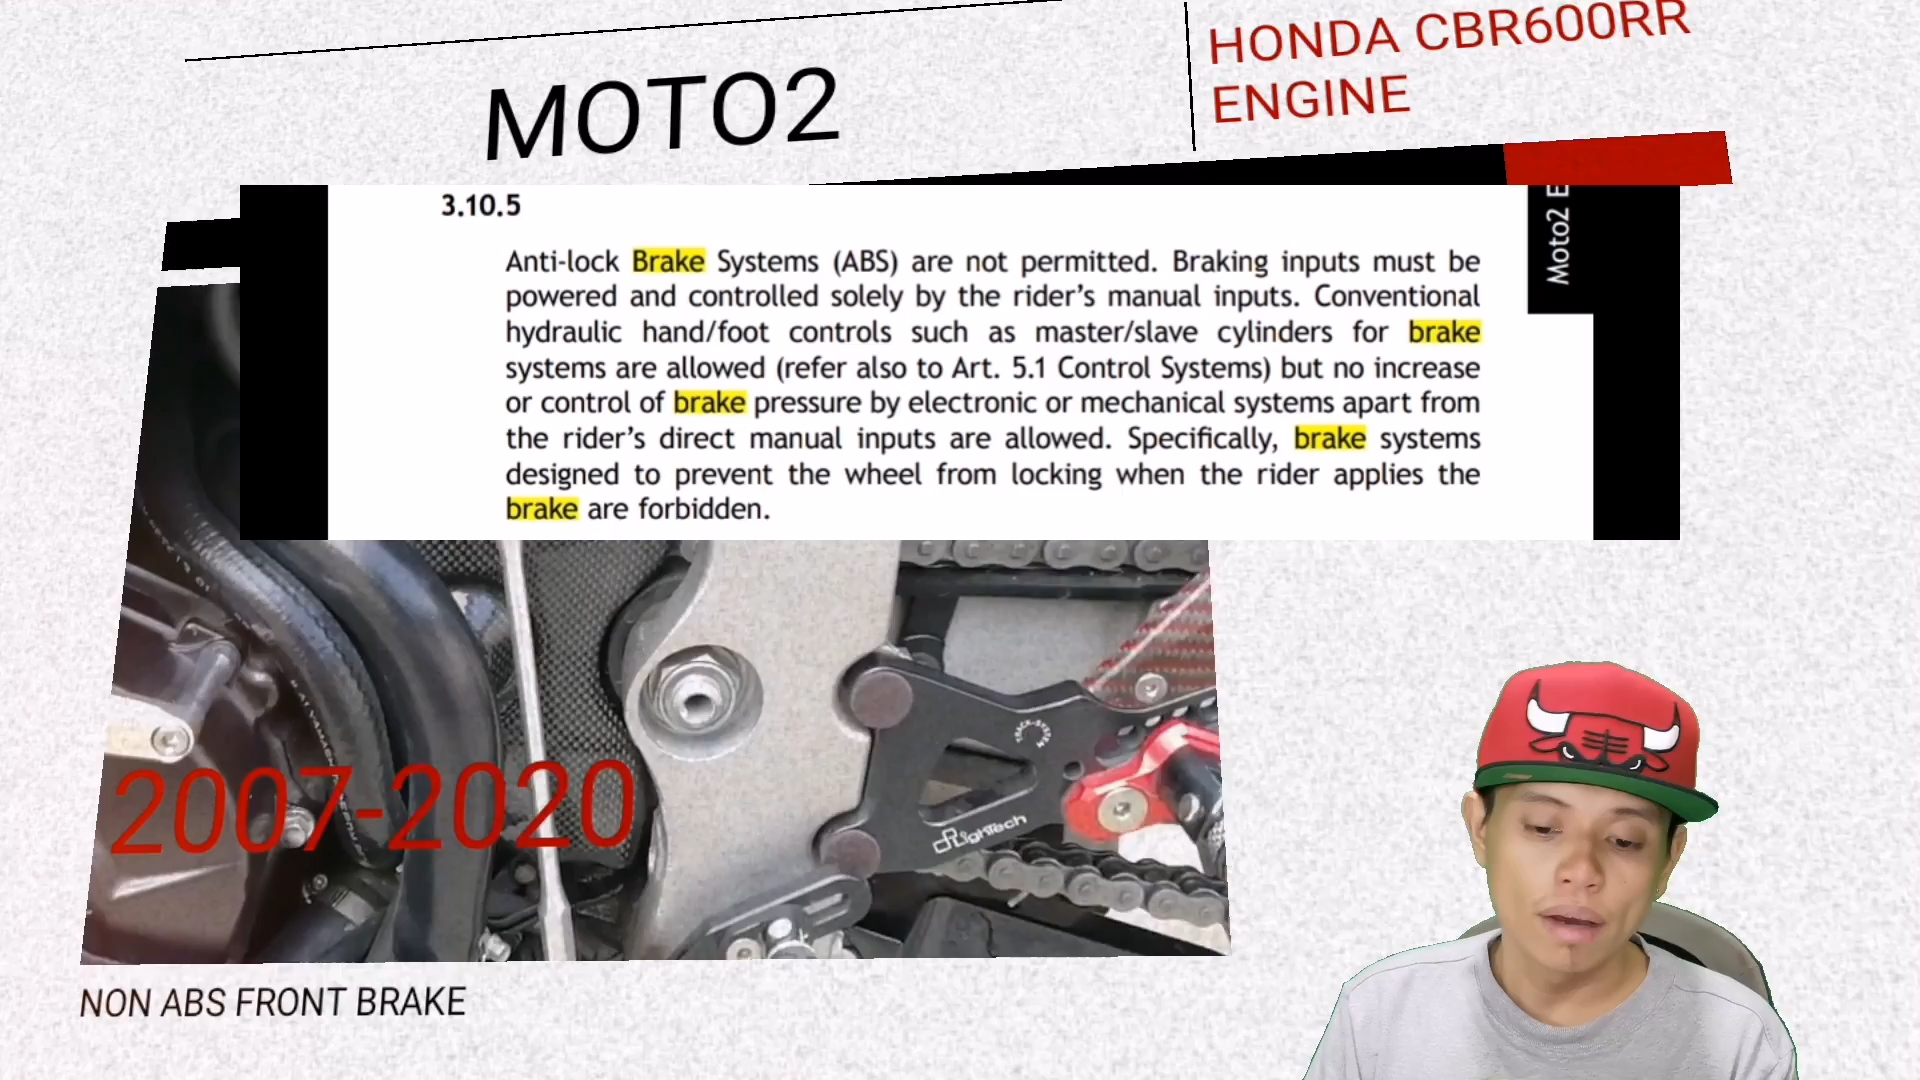 MOTO2
HONDA CBR600RR
ENGINE
3.10.5
Moto2 E
Anti-lock Brake Systems (ABS) are not permitted. Braking inputs must be
powered and controlled solely by the rider's manual inputs. Conventional
hydraulic hand/foot controls such as master/slave cylinders for brake
systems are allowed (refer also to Art. 5.1 Control Systems) but no increase
or control of brake pressure by electronic or mechanical systems apart from
the rider's direct manual inputs are allowed. Specifically, brake systems
designed to prevent the wheel from locking when the rider applies the
brake are forbidden.
TRACK-SYSTEM
LighTech
2007-2020
NON ABS FRONT BRAKE